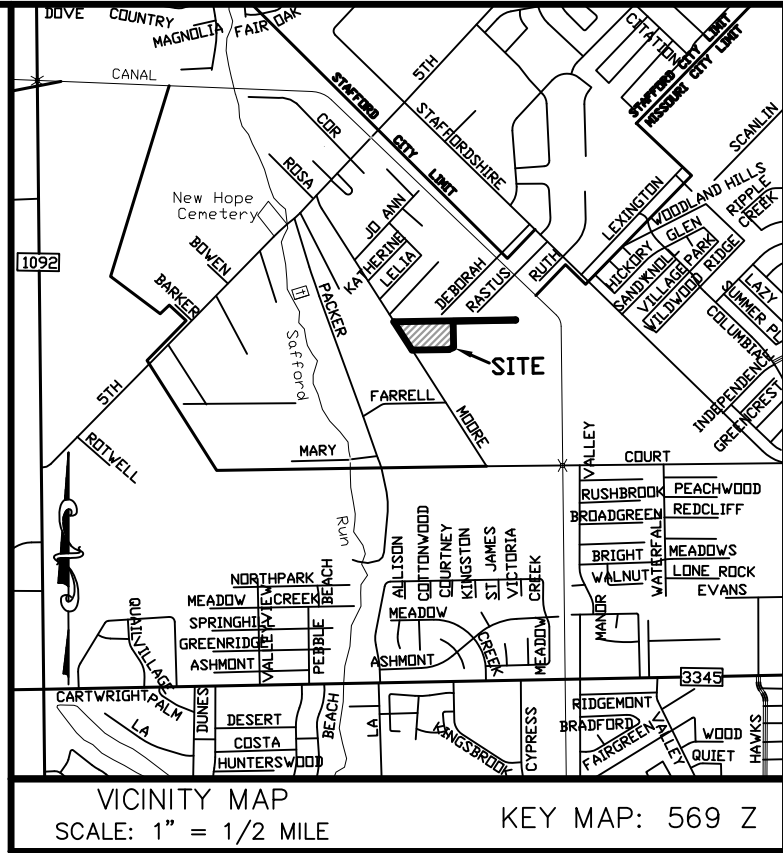 DOVE COUNTRY
MAGNOLIA
FAIR OAK
CITATION
STAFFORD CITY LIMIT
MISSOURI CITY LIMIT
CANAL
5TH
STAFFORD CITY LIMIT
STAFFORDSHIRE
COR
SCANLIN
ROSA
New Hope
Cemetery
JO ANN
KATHERINE
LELIA
LEXINGTON
WOODLAND HILLS
RIPPLE
CREEK
HICKORY GLEN
SANDKNOLL
VILLAGE PARK
WILDWOOD RIDGE
1092
BOWEN
BARKER
PACKER
DEBORAH
RASTUS
RUTH
LAZY
SUMMER PL
COLUMBIA
Safford
SITE
INDEPENDENCE
GREENCREST
5TH
FARRELL
MOORE
ROTWELL
MARY
VALLEY
COURT
RUSHBROOK
PEACHWOOD
BROADGREEN
REDCLIFF
WATERFALL
Run
BRIGHT
MEADOWS
WALNUT
LONE ROCK
EVANS
ALLISON
COTTONWOOD
COURTNEY
KINGSTON
ST JAMES
VICTORIA
CREEK
MEADOW
NORTHPARK
BEACH
PEBBLE
MEADOW CREEK
SPRINGHIL
VALLEYVIEW
GREENRIDGE
ASHMONT
QUAIL
VILLAGE
MEADOW
CREEK
ASHMONT
MANOR
3345
CARTWRIGHT
PALM
LA
DUNES
DESERT
COSTA
HUNTERSWOOD
BEACH
LA
KINGSBROOK
CYPRESS
RIDGEMONT
BRADFORD
FAIRGREEN
VALLEY
WOOD
QUIET
HAWKS
VICINITY MAP
SCALE: 1" = 1/2 MILE
KEY MAP: 569 Z